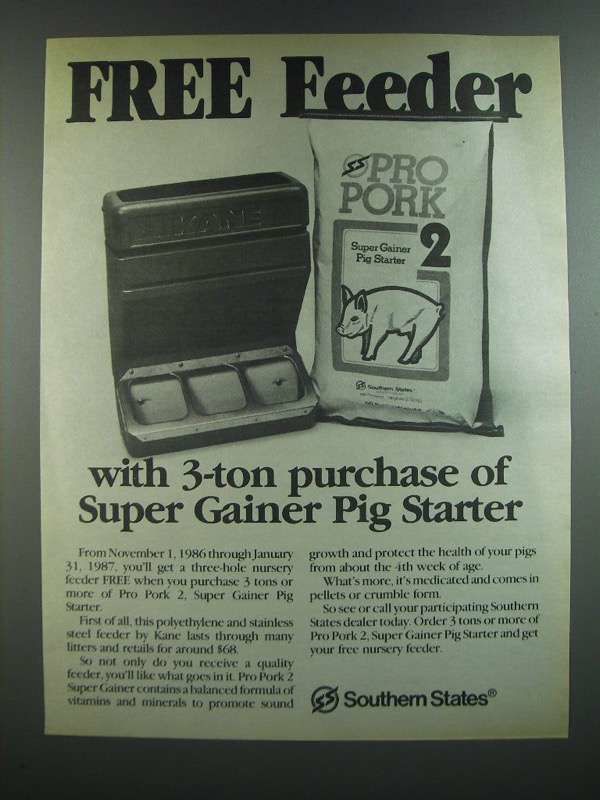 FREE Feeder
KANE
PRO
PORK
2
Super Gainer
Pig Starter
Southern States
with 3-ton purchase of
Super Gainer Pig Starter
From November 1, 1986 through January
31, 1987, you'll get a three-hole nursery
feeder FREE when you purchase 3 tons or
more of Pro Pork 2, Super Gainer Pig
Starter.
First of all, this polyethylene and stainless
steel feeder by Kane lasts through many
litters and retails for around $68.
So not only do you receive a quality
feeder, you'll like what goes in it. Pro Pork 2
Super Gainer contains a balanced formula of
vitamins and minerals to promote sound
growth and protect the health of your pigs
from about the 4th week of age.
What's more, it's medicated and comes in
pellets or crumble form.
So see or call your participating Southern
States dealer today. Order 3 tons or more of
Pro Pork 2, Super Gainer Pig Starter and get
your free nursery feeder.
Southern States®